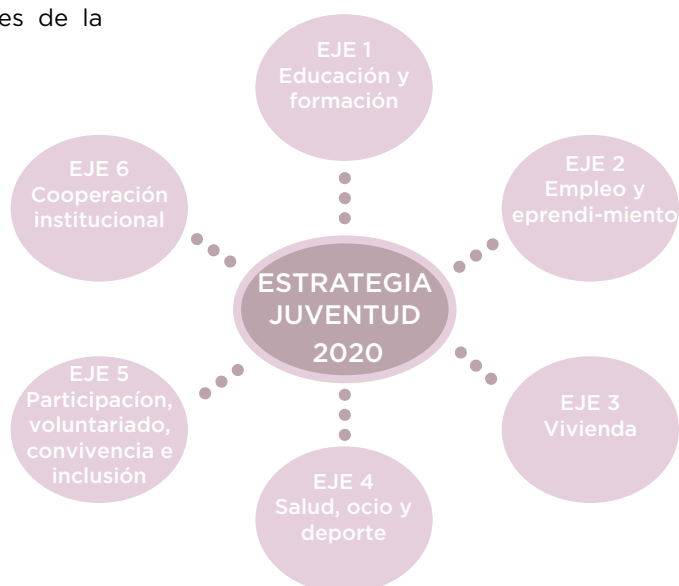 es de la
EJE 1
Educación y
formación
EJE 2
Empleo y
eprendi-miento
EJE 3
Vivienda
EJE 4
Salud, ocio y
deporte
EJE 5
Participacíon,
voluntariado,
convivencia e
inclusión
EJE 6
Cooperación
institucional
ESTRATEGIA
JUVENTUD
2020